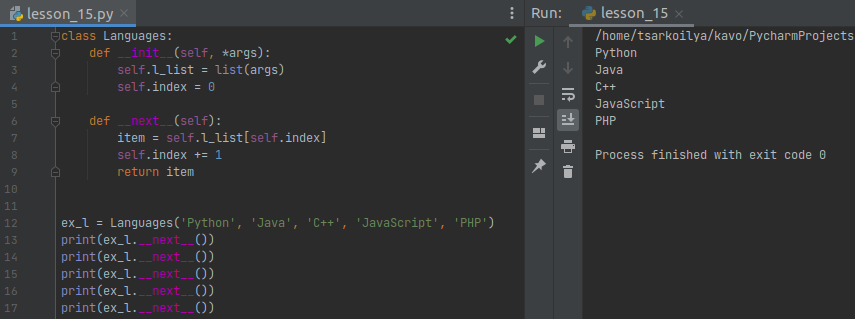 lesson_15.py
Run:
lesson_15
1 class Languages:
2     def __init__(self, *args):
3         self.l_list = list(args)
4         self.index = 0
5
6     def __next__(self):
7         item = self.l_list[self.index]
8         self.index += 1
9         return item
10
11
12 ex_l = Languages('Python', 'Java', 'C++', 'JavaScript', 'PHP')
13 print(ex_l.__next__())
14 print(ex_l.__next__())
15 print(ex_l.__next__())
16 print(ex_l.__next__())
17 print(ex_l.__next__())
/home/tsarkoilya/kavo/PycharmProjects
Python
Java
C++
JavaScript
PHP
Process finished with exit code 0